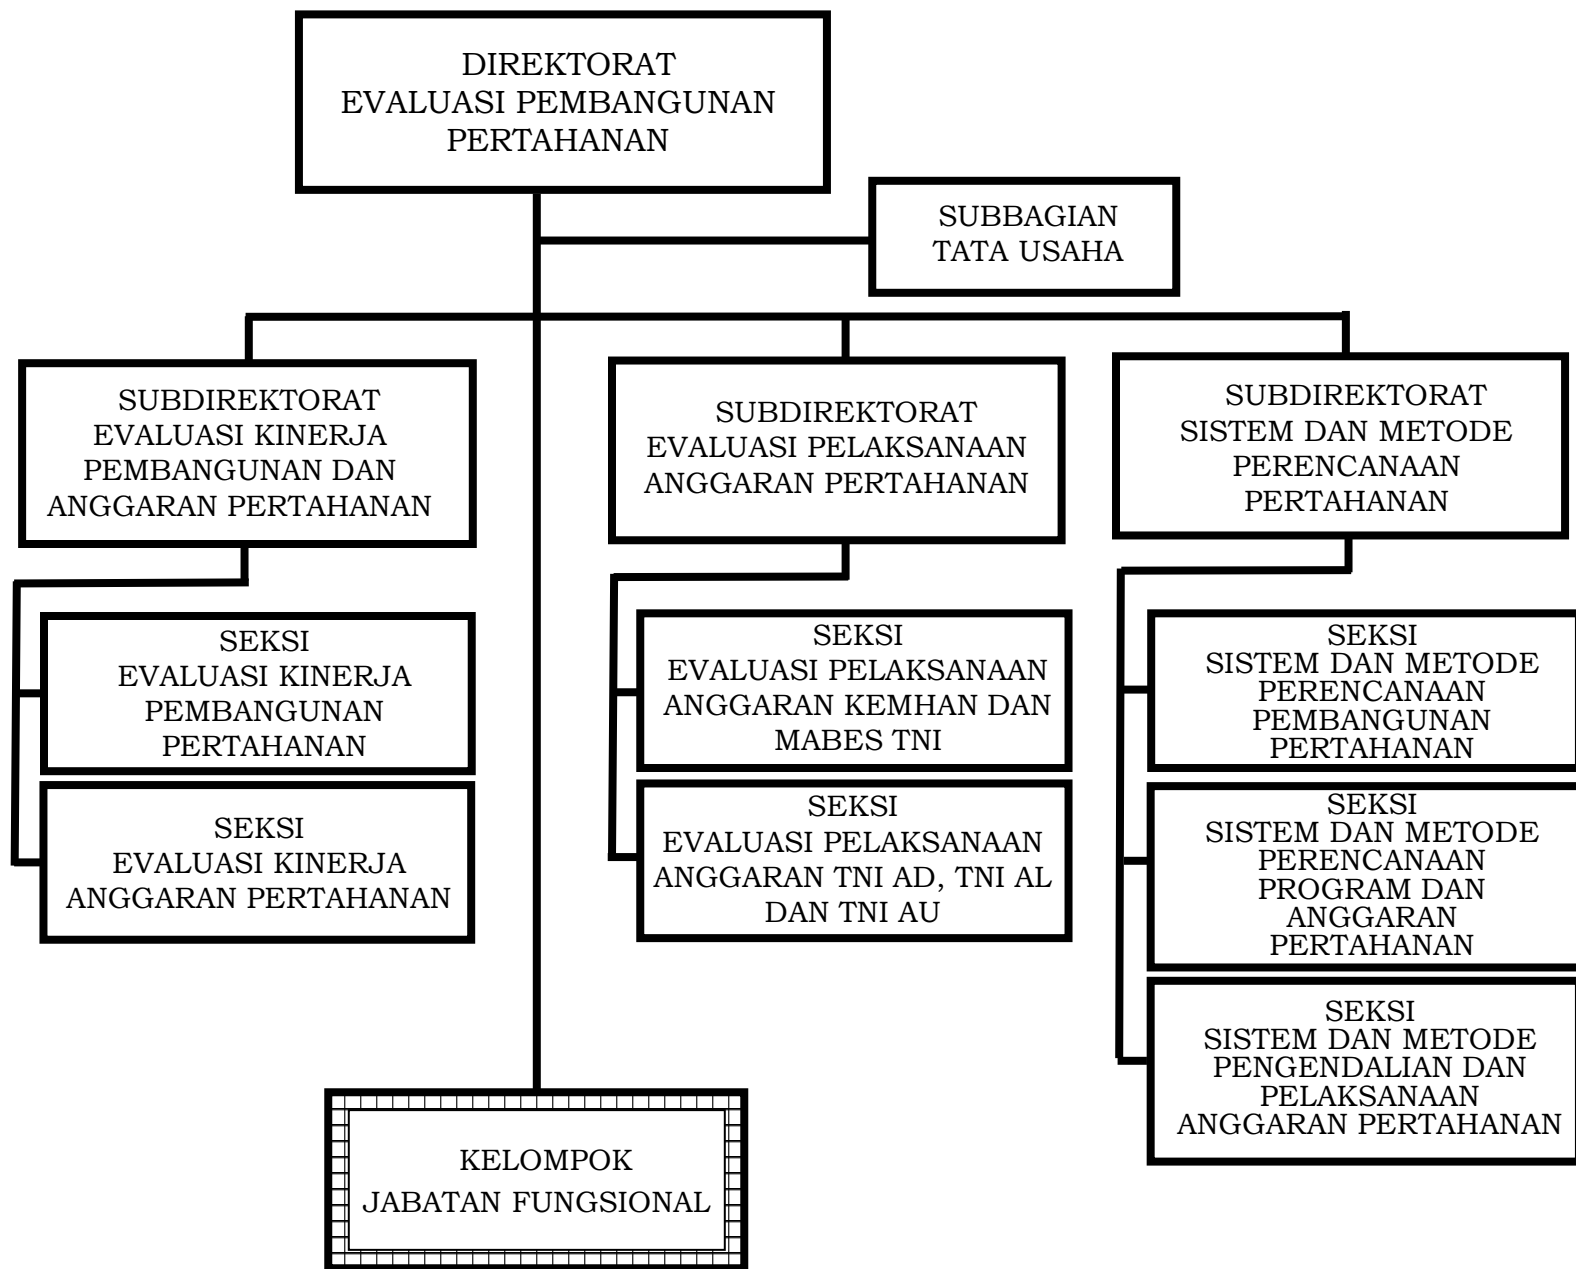 DIREKTORAT
EVALUASI PEMBANGUNAN
PERTAHANAN
SUBBAGIAN
TATA USAHA
SUBDIREKTORAT
EVALUASI KINERJA
PEMBANGUNAN DAN
ANGGARAN PERTAHANAN
SUBDIREKTORAT
EVALUASI PELAKSANAAN
ANGGARAN PERTAHANAN
SUBDIREKTORAT
SISTEM DAN METODE
PERENCANAAN
PERTAHANAN
SEKSI
EVALUASI KINERJA
PEMBANGUNAN
PERTAHANAN
SEKSI
EVALUASI KINERJA
ANGGARAN PERTAHANAN
SEKSI
EVALUASI PELAKSANAAN
ANGGARAN KEMHAN DAN
MABES TNI
SEKSI
EVALUASI PELAKSANAAN
ANGGARAN TNI AD, TNI AL
DAN TNI AU
SEKSI
SISTEM DAN METODE
PERENCANAAN
PEMBANGUNAN
PERTAHANAN
SEKSI
SISTEM DAN METODE
PERENCANAAN
PROGRAM DAN
ANGGARAN
PERTAHANAN
SEKSI
SISTEM DAN METODE
PENGENDALIAN DAN
PELAKSANAAN
ANGGARAN PERTAHANAN
KELOMPOK
JABATAN FUNGSIONAL